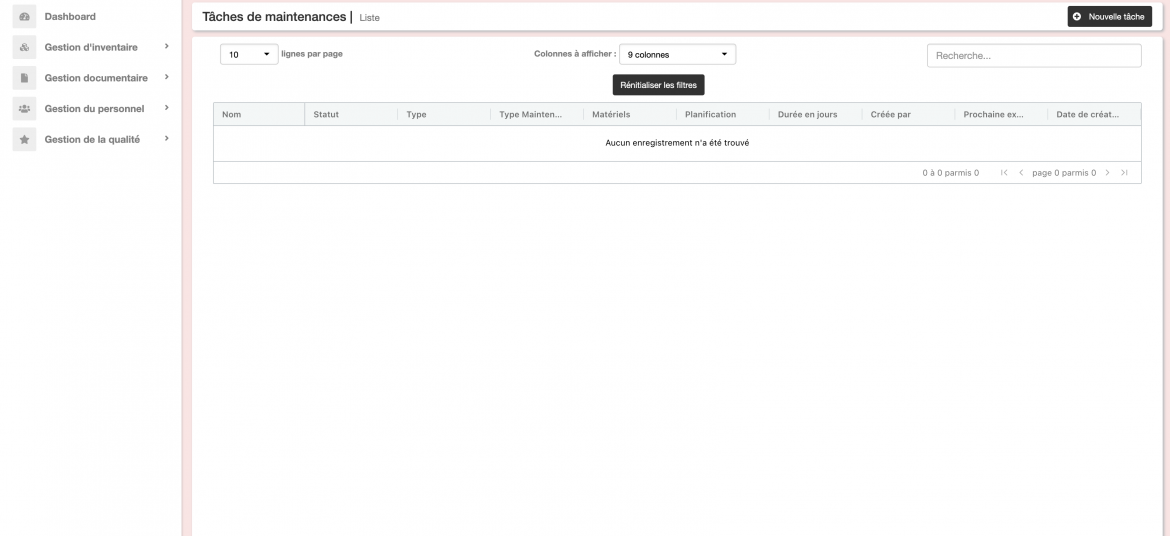 Dashboard
Gestion d'inventaire
Gestion documentaire
Gestion du personnel
Gestion de la qualité
Tâches de maintenances | Liste
Nouvelle tâche
10 lignes par page
Colonnes à afficher : 9 colonnes
Recherche...
Rénitialiser les filtres
Nom Statut Type Type Mainten... Matériels Planification Durée en jours Créée par Prochaine ex... Date de créat...
Aucun enregistrement n'a été trouvé
0 à 0 parmis 0 page 0 parmis 0